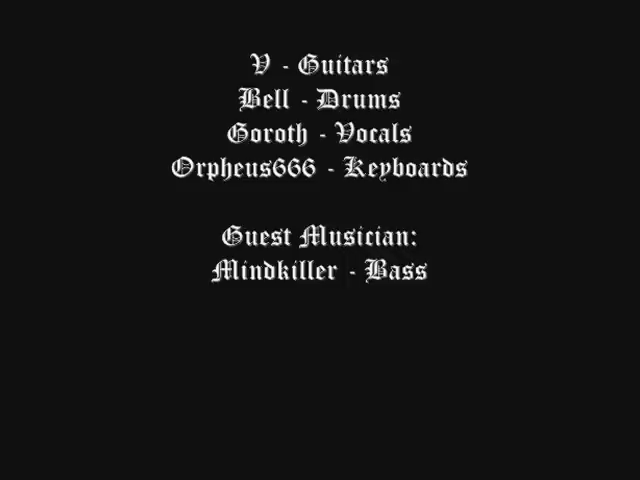 V - Guitars
Bell - Drums
Goroth - Vocals
Orpheus666 - Keyboards
Guest Musician:
Mindkiller - Bass